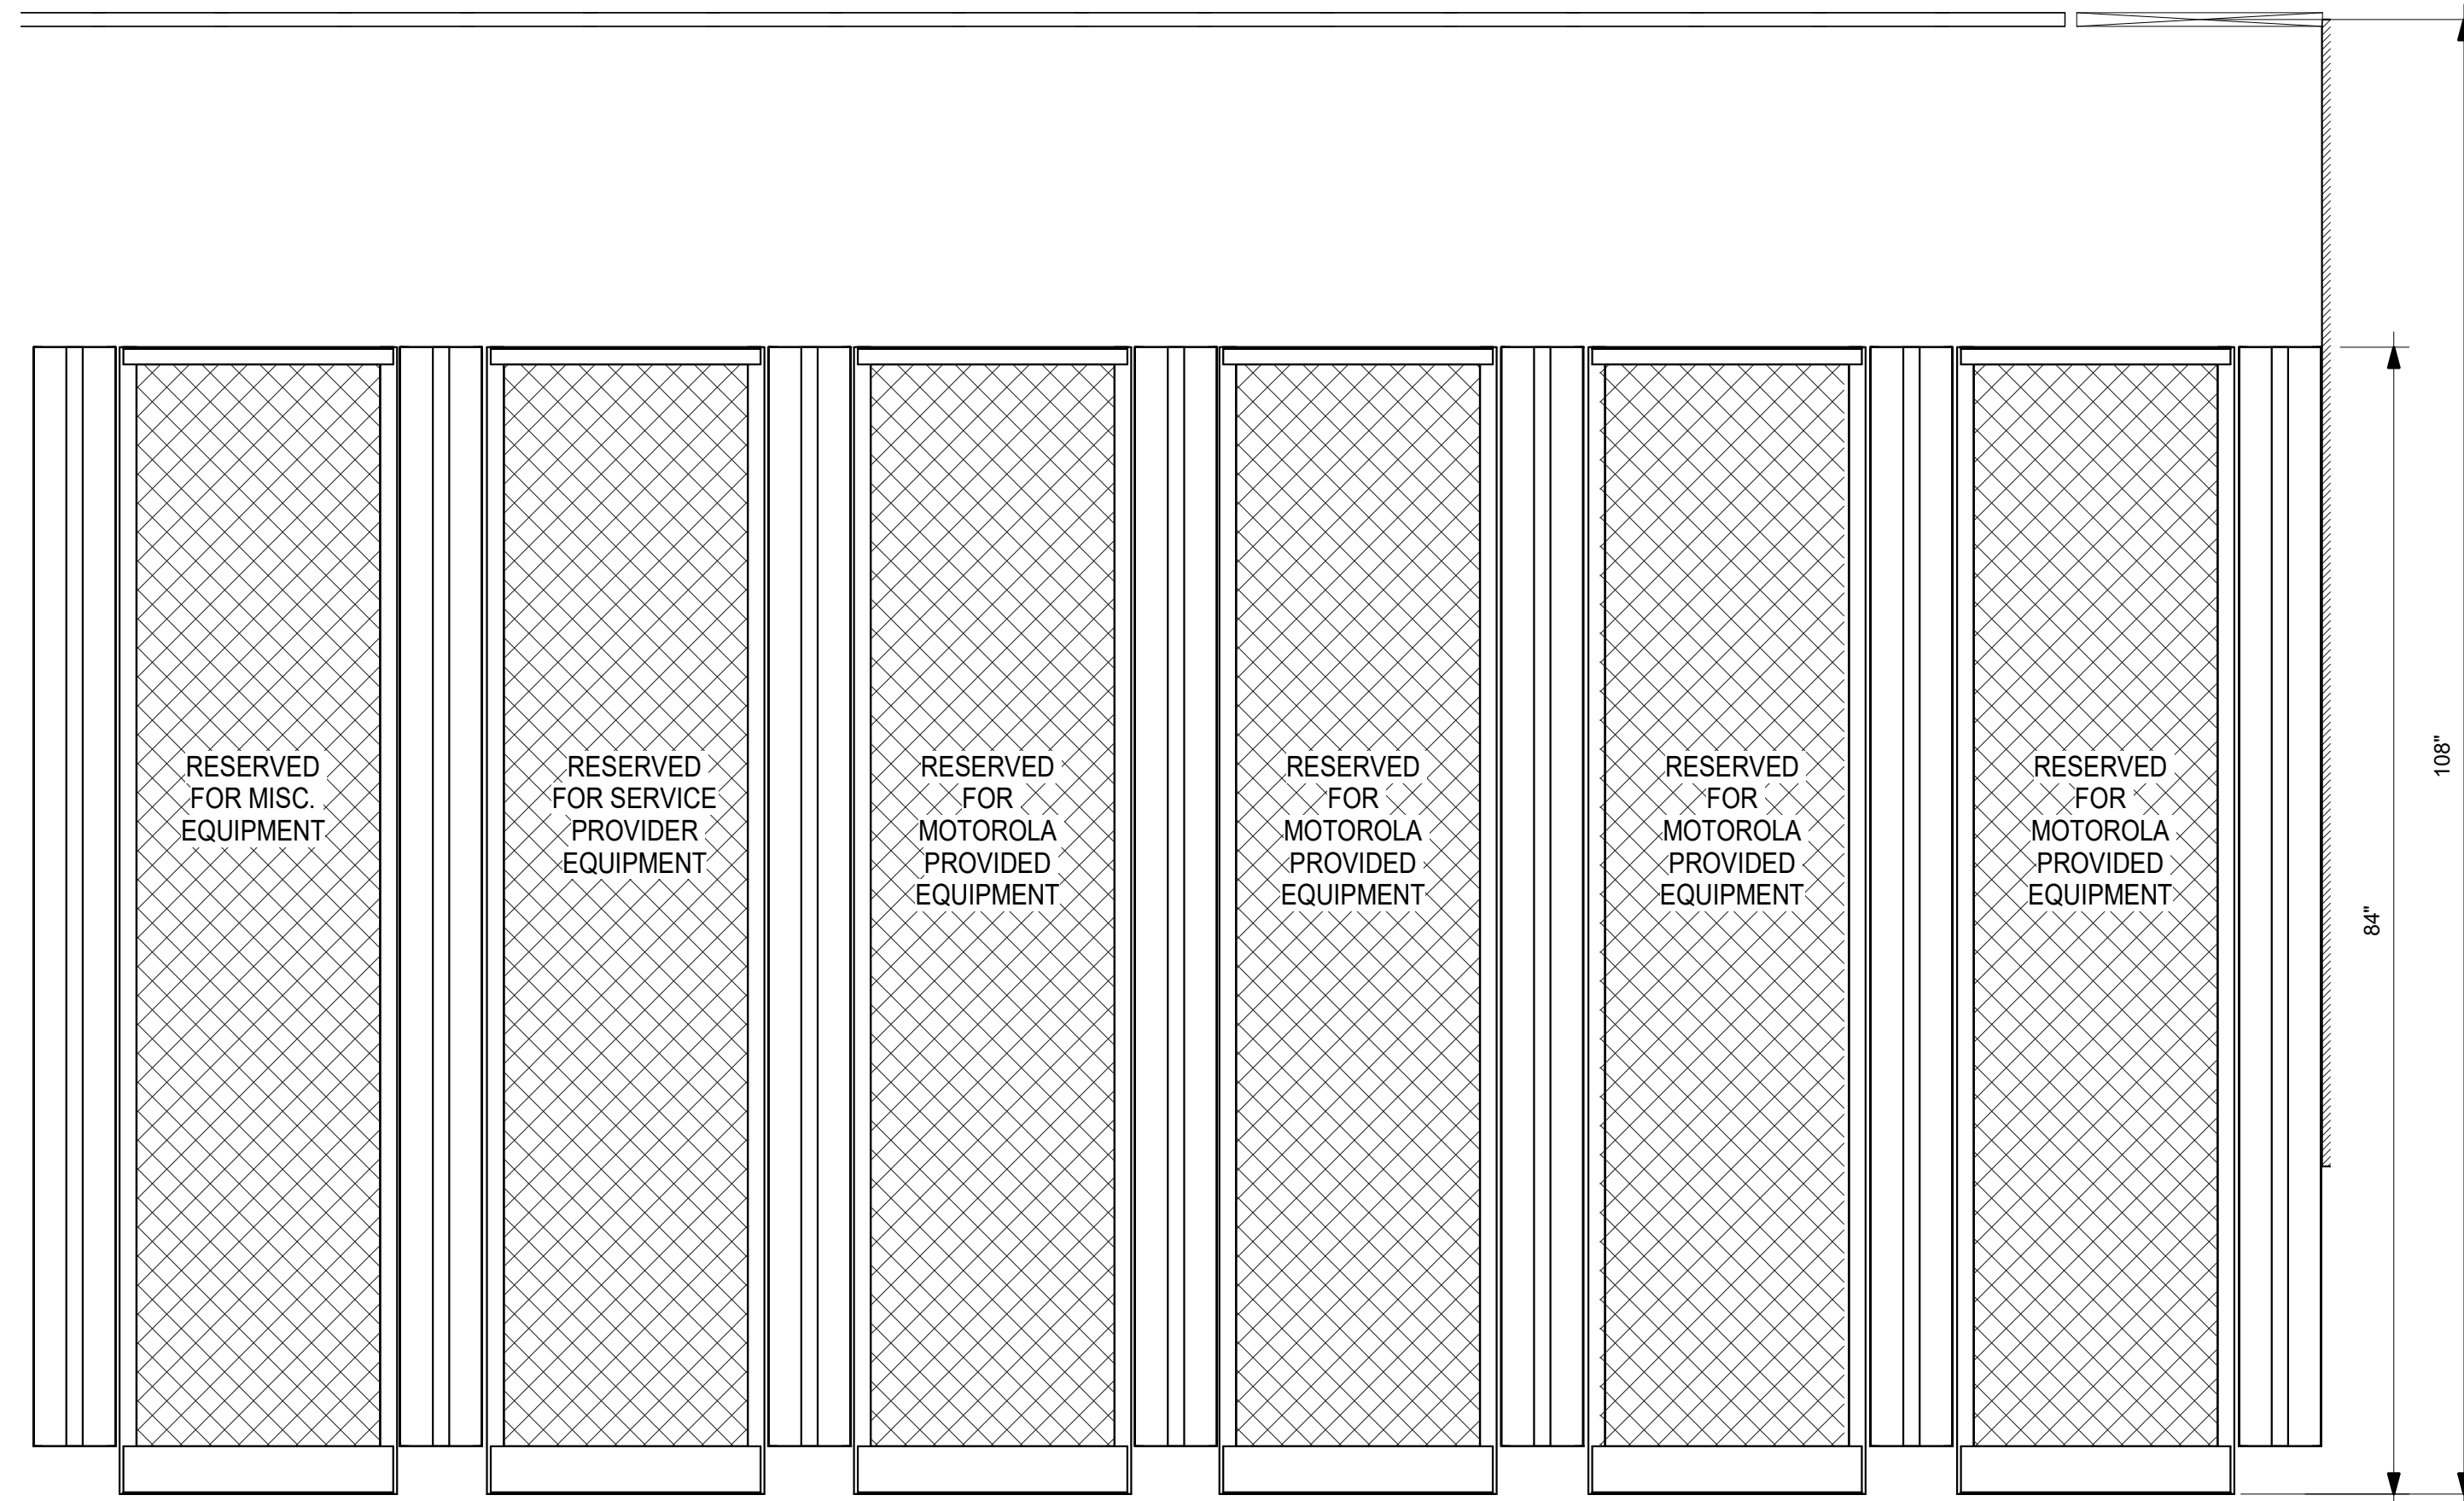 RESERVED
FOR MISC.
EQUIPMENT
RESERVED
FOR SERVICE
PROVIDER
EQUIPMENT
RESERVED
FOR
MOTOROLA
PROVIDED
EQUIPMENT
RESERVED
FOR
MOTOROLA
PROVIDED
EQUIPMENT
RESERVED
FOR
MOTOROLA
PROVIDED
EQUIPMENT
RESERVED
FOR
MOTOROLA
PROVIDED
EQUIPMENT
84"
108"